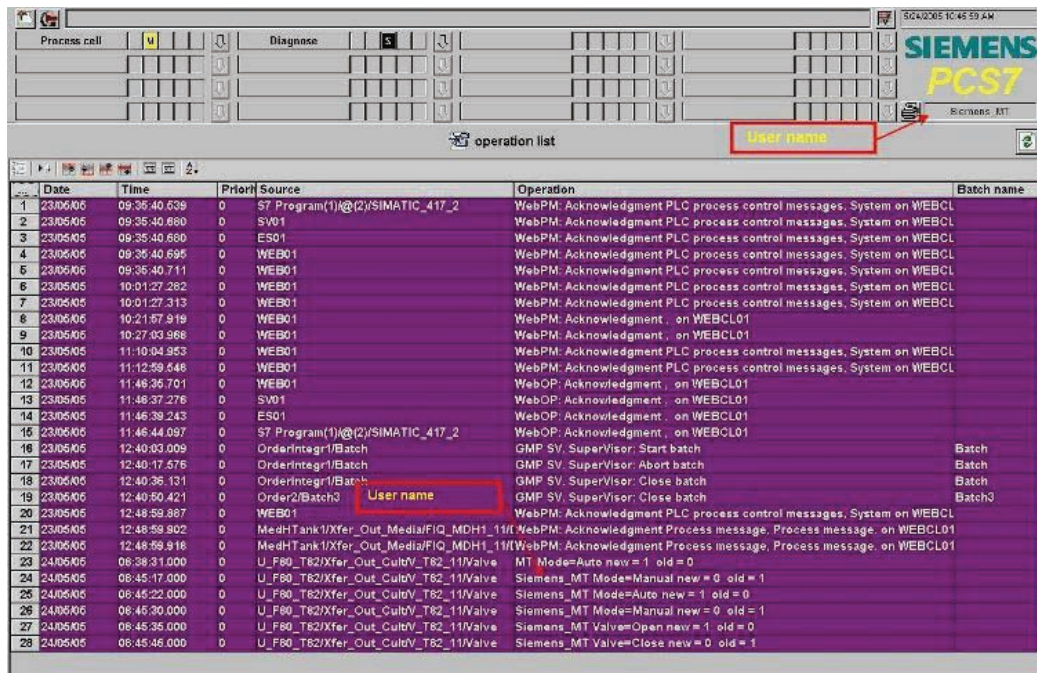 5/24/2005 10:46:59 AM
Process cell
Diagnose
SIEMENS
PCS7
Siemens_MT
User name
operation list
Date Time Priorit Source Operation Batch name
1 23/05/05 09:35:40.639 0 S7 Program(1)/@(2)/SIMATIC_417_2 WebPM: Acknowledgment PLC process control messages, System on WEBCL
2 23/05/05 09:35:40.680 0 SV01 WebPM: Acknowledgment PLC process control messages, System on WEBCL
3 23/05/05 09:35:40.680 0 ES01 WebPM: Acknowledgment PLC process control messages, System on WEBCL
4 23/05/05 09:35:40.695 0 WEB01 WebPM: Acknowledgment PLC process control messages, System on WEBCL
5 23/05/05 09:35:40.711 0 WEB01 WebPM: Acknowledgment PLC process control messages, System on WEBCL
6 23/05/05 10:01:27.282 0 WEB01 WebPM: Acknowledgment PLC process control messages, System on WEBCL
7 23/05/05 10:01:27.313 0 WEB01 WebPM: Acknowledgment PLC process control messages, System on WEBCL
8 23/05/05 10:21:57.919 0 WEB01 WebPM: Acknowledgment , on WEBCL01
9 23/05/05 10:27:03.968 0 WEB01 WebPM: Acknowledgment , on WEBCL01
10 23/05/05 11:10:04.953 0 WEB01 WebPM: Acknowledgment PLC process control messages, System on WEBCL
11 23/05/05 11:12:59.546 0 WEB01 WebPM: Acknowledgment PLC process control messages, System on WEBCL
12 23/05/05 11:46:35.701 0 WEB01 WebOP: Acknowledgment , on WEBCL01
13 23/05/05 11:46:37.276 0 SV01 WebOP: Acknowledgment , on WEBCL01
14 23/05/05 11:46:39.243 0 ES01 WebOP: Acknowledgment , on WEBCL01
15 23/05/05 11:46:44.097 0 S7 Program(1)/@(2)/SIMATIC_417_2 WebOP: Acknowledgment , on WEBCL01
16 23/05/05 12:40:03.009 0 OrderIntegr1/Batch GMP SV, SuperVisor: Start batch Batch
17 23/05/05 12:40:17.576 0 OrderIntegr1/Batch GMP SV, SuperVisor: Abort batch Batch
18 23/05/05 12:40:36.131 0 OrderIntegr1/Batch GMP SV, SuperVisor: Close batch Batch
19 23/05/05 12:40:50.421 0 Order2/Batch3 GMP SV, SuperVisor: Close batch Batch3
User name
20 23/05/05 12:48:59.887 0 WEB01 WebPM: Acknowledgment PLC process control messages, System on WEBCL
21 23/05/05 12:48:59.902 0 MedHTank1/Xfer_Out_Media/FIQ_MDH1_11/( WebPM: Acknowledgment Process message, Process message. on WEBCL01
22 23/05/05 12:48:59.918 0 MedHTank1/Xfer_Out_Media/FIQ_MDH1_11/( WebPM: Acknowledgment Process message, Process message. on WEBCL01
23 24/05/05 08:38:31.000 0 U_F80_T82/Xfer_Out_Cult/V_T82_11/Valve MT Mode=Auto new = 1 old = 0
24 24/05/05 08:45:17.000 0 U_F80_T82/Xfer_Out_Cult/V_T82_11/Valve Siemens_MT Mode=Manual new = 0 old = 1
25 24/05/05 08:45:22.000 0 U_F80_T82/Xfer_Out_Cult/V_T82_11/Valve Siemens_MT Mode=Auto new = 1 old = 0
26 24/05/05 08:45:30.000 0 U_F80_T82/Xfer_Out_Cult/V_T82_11/Valve Siemens_MT Mode=Manual new = 0 old = 1
27 24/05/05 08:45:35.000 0 U_F80_T82/Xfer_Out_Cult/V_T82_11/Valve Siemens_MT Valve=Open new = 1 old = 0
28 24/05/05 08:45:46.000 0 U_F80_T82/Xfer_Out_Cult/V_T82_11/Valve Siemens_MT Valve=Close new = 0 old = 1